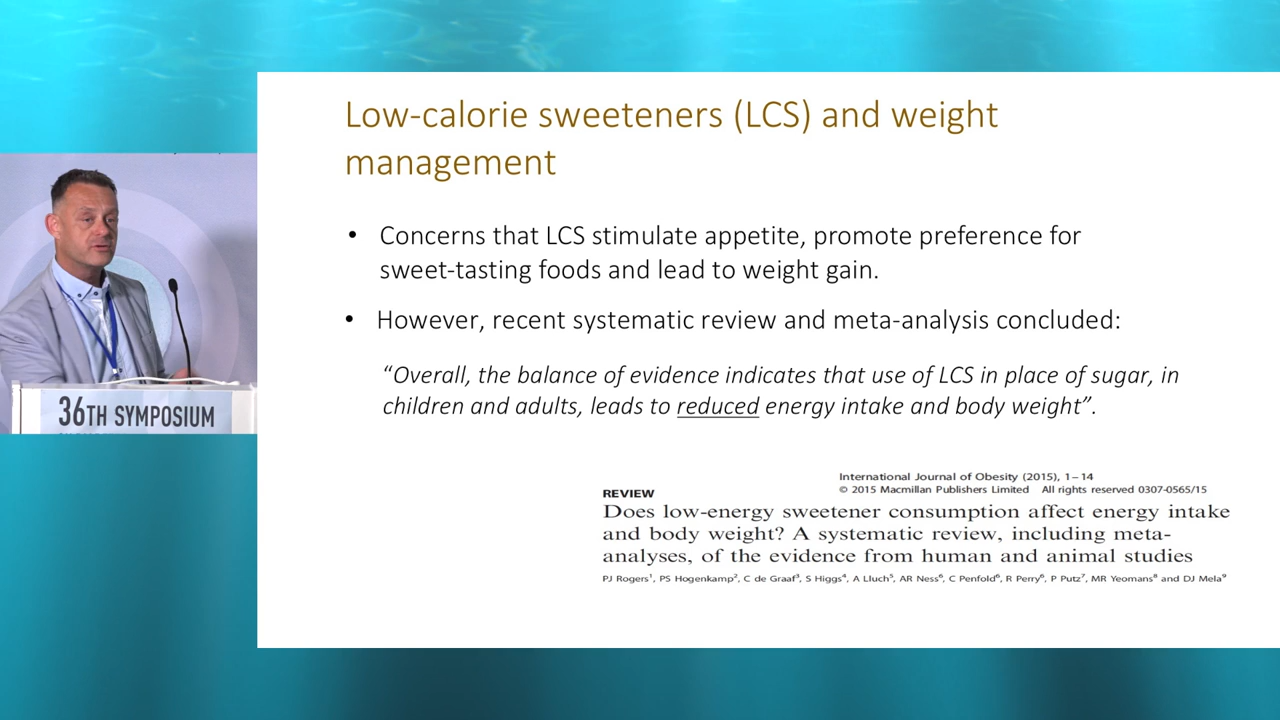 Low-calorie sweeteners (LCS) and weight
management
• Concerns that LCS stimulate appetite, promote preference for
sweet-tasting foods and lead to weight gain.
• However, recent systematic review and meta-analysis concluded:
“Overall, the balance of evidence indicates that use of LCS in place of sugar, in
children and adults, leads to reduced energy intake and body weight”.
International Journal of Obesity (2015), 1–14
© 2015 Macmillan Publishers Limited All rights reserved 0307-0565/15
REVIEW
Does low-energy sweetener consumption affect energy intake
and body weight? A systematic review, including meta-
analyses, of the evidence from human and animal studies
PJ Rogers¹, PS Hogenkamp², C de Graaf³, S Higgs⁴, A Lluch⁵, AR Ness⁶, C Penfold⁶, R Perry⁶, P Putz⁷, MR Yeomans⁸ and DJ Mela⁹
36TH SYMPOSIUM